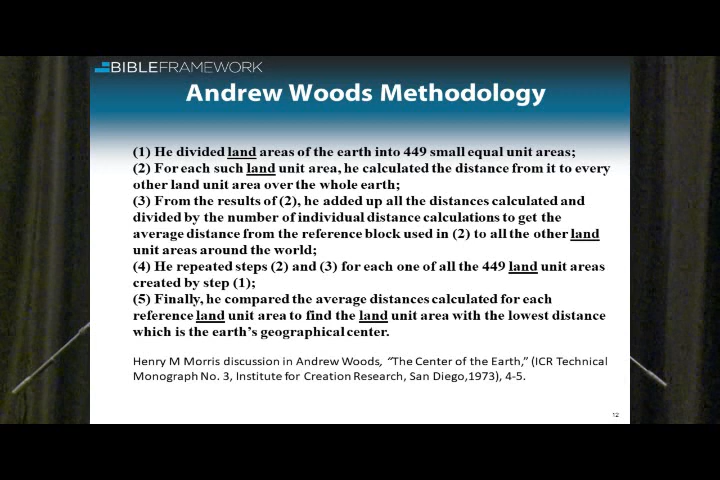 BIBLEFRAMEWORK
Andrew Woods Methodology
(1) He divided land areas of the earth into 449 small equal unit areas;
(2) For each such land unit area, he calculated the distance from it to every
other land unit area over the whole earth;
(3) From the results of (2), he added up all the distances calculated and
divided by the number of individual distance calculations to get the
average distance from the reference block used in (2) to all the other land
unit areas around the world;
(4) He repeated steps (2) and (3) for each one of all the 449 land unit areas
created by step (1);
(5) Finally, he compared the average distances calculated for each
reference land unit area to find the land unit area with the lowest distance
which is the earth's geographical center.
Henry M Morris discussion in Andrew Woods, “The Center of the Earth,” (ICR Technical
Monograph No. 3, Institute for Creation Research, San Diego,1973), 4-5.
12